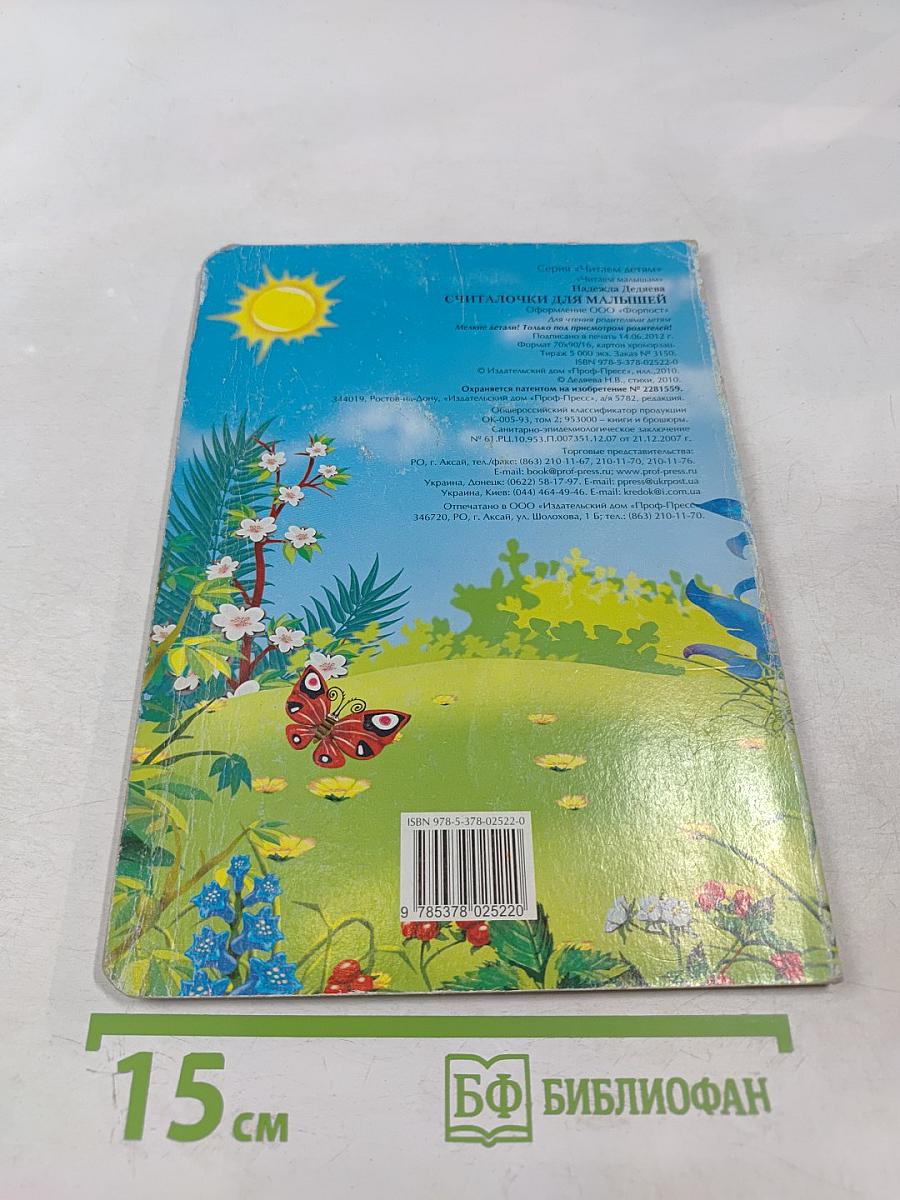 Серия «Читаем детям»
«Читаем малышам»
Надежда Дедяева
СЧИТАЛОЧКИ ДЛЯ МАЛЫШЕЙ
Оформление ООО «Форпост»
Для чтения родителями детям
Мелкие детали! Только под присмотром родителей!
Подписано в печать 14.06.2012 г.
Формат 70х90/16, картон хромэрзац.
Тираж 5 000 экз. Заказ № 3150.
ISBN 978-5-378-02522-0
© Издательский дом «Проф-Пресс», илл.,2010.
© Дедяева Н.В., стихи, 2010.
Охраняется патентом на изобретение № 2281559.
344019, Ростов-на-Дону, «Издательский дом «Проф-Пресс», а/я 5782, редакция.
Общероссийский классификатор продукции
ОК-005-93, том 2; 953000 – книги и брошюры.
Санитарно-эпидемиологическое заключение
№ 61.РЦ.10.953.П.007351.12.07 от 21.12.2007 г.
Торговые представительства:
РО, г. Аксай, тел./факс: (863) 210-11-67, 210-11-70, 210-11-76.
E-mail: book@prof-press.ru; www.prof-press.ru
Украина, Донецк: (0622) 58-17-97. E-mail: ppress@ukrpost.ua
Украина, Киев: (044) 464-49-46. E-mail: kredok@i.com.ua
Отпечатано в ООО «Издательский дом «Проф-Пресс»
346720, РО, г. Аксай, ул. Шолохова, 1 Б; тел.: (863) 210-11-70.
ISBN 978-5-378-02522-0
9 785378 025220
15 см
БФ БИБЛИОФАН